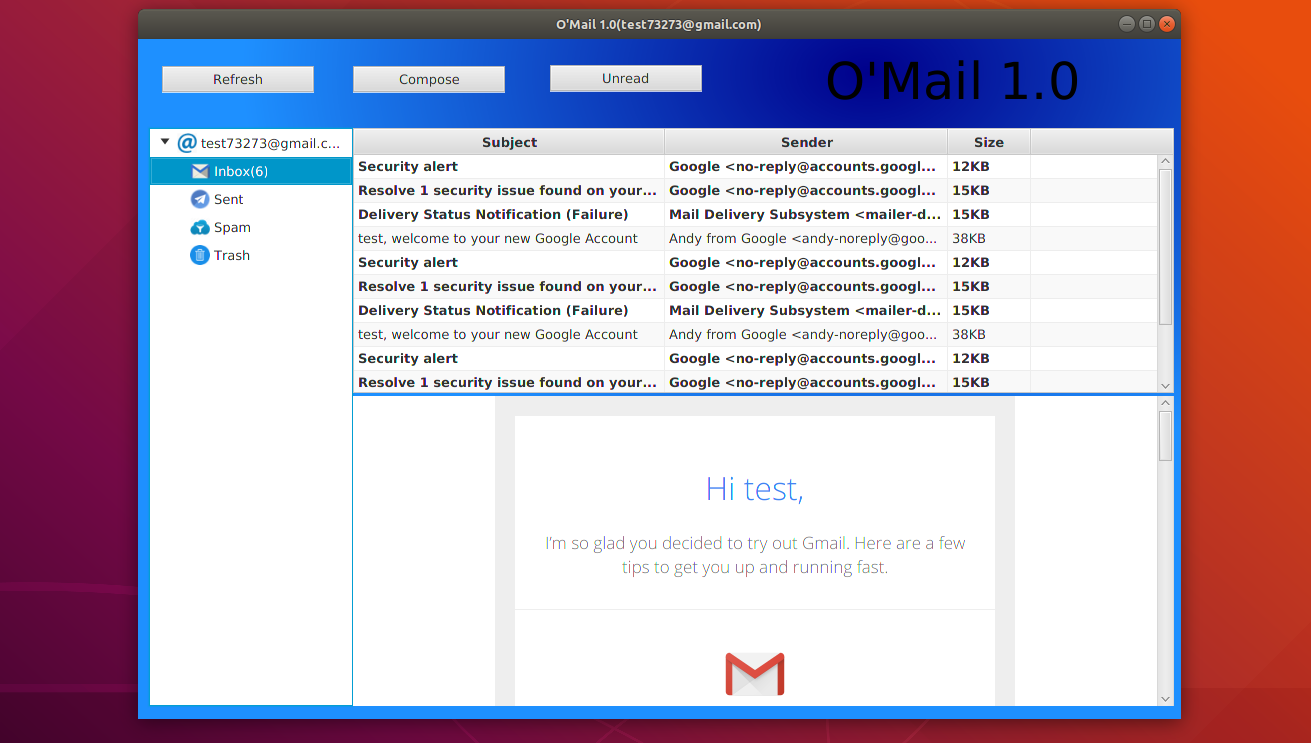 O'Mail 1.0(test73273@gmail.com)
Refresh Compose Unread O'Mail 1.0
test73273@gmail.c...
Inbox(6)
Sent
Spam
Trash
Subject Sender Size
Security alert Google <no-reply@accounts.googl... 12KB
Resolve 1 security issue found on your... Google <no-reply@accounts.googl... 15KB
Delivery Status Notification (Failure) Mail Delivery Subsystem <mailer-d... 15KB
test, welcome to your new Google Account Andy from Google <andy-noreply@goo... 38KB
Security alert Google <no-reply@accounts.googl... 12KB
Resolve 1 security issue found on your... Google <no-reply@accounts.googl... 15KB
Delivery Status Notification (Failure) Mail Delivery Subsystem <mailer-d... 15KB
test, welcome to your new Google Account Andy from Google <andy-noreply@goo... 38KB
Security alert Google <no-reply@accounts.googl... 12KB
Resolve 1 security issue found on your... Google <no-reply@accounts.googl... 15KB
Hi test,
I'm so glad you decided to try out Gmail. Here are a few
tips to get you up and running fast.